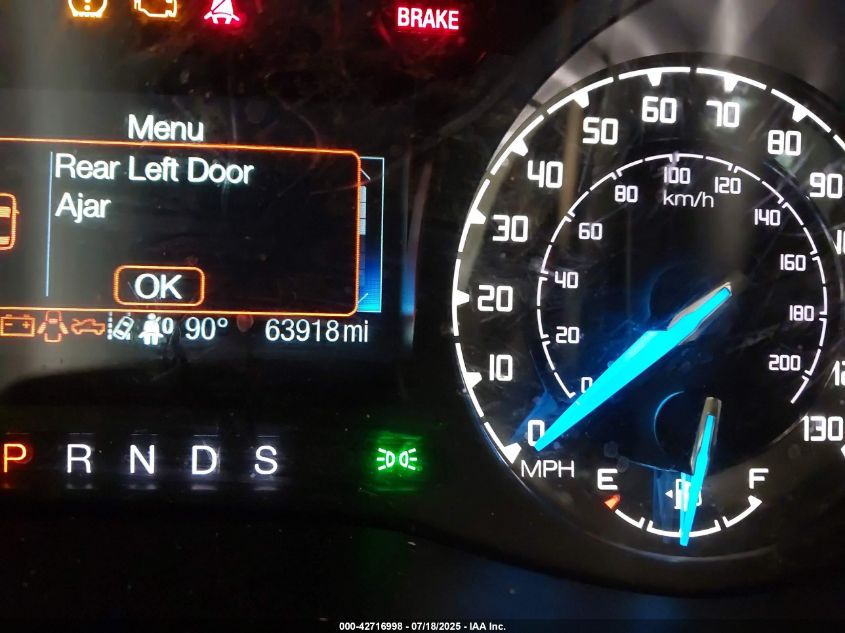 BRAKE
Menu
Rear Left Door
Ajar
OK
90° 63918mi
P R N D S
0 10 20 30 40 50 60 70 80 90 130
MPH
0 20 40 60 80 100 120 140 160 180 200
km/h
E F
000-42716998 - 07/18/2025 - IAA Inc.